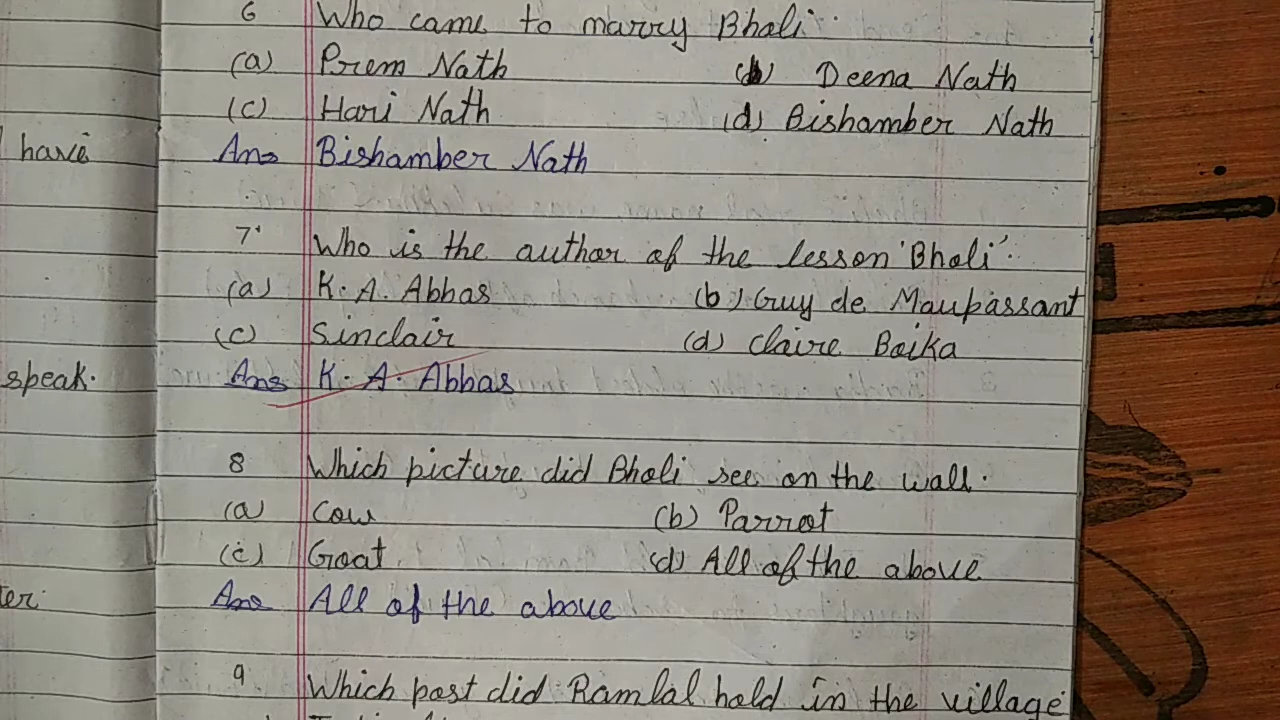 have
speak.
ter.
6 Who came to marry Bholi.
(a) Prem Nath (b) Deena Nath
(c) Hari Nath (d) Bishamber Nath
Ans Bishamber Nath
7. Who is the author of the lesson 'Bholi'.
(a) K. A. Abbas (b) Guy de Maupassant
(c) Sinclair (d) Claire Boika
Ans K. A. Abbas
8 Which picture did Bholi see on the wall.
(a) Cow (b) Parrot
(c) Goat (d) All of the above
Ans All of the above
9 Which post did Ramlal hold in the village